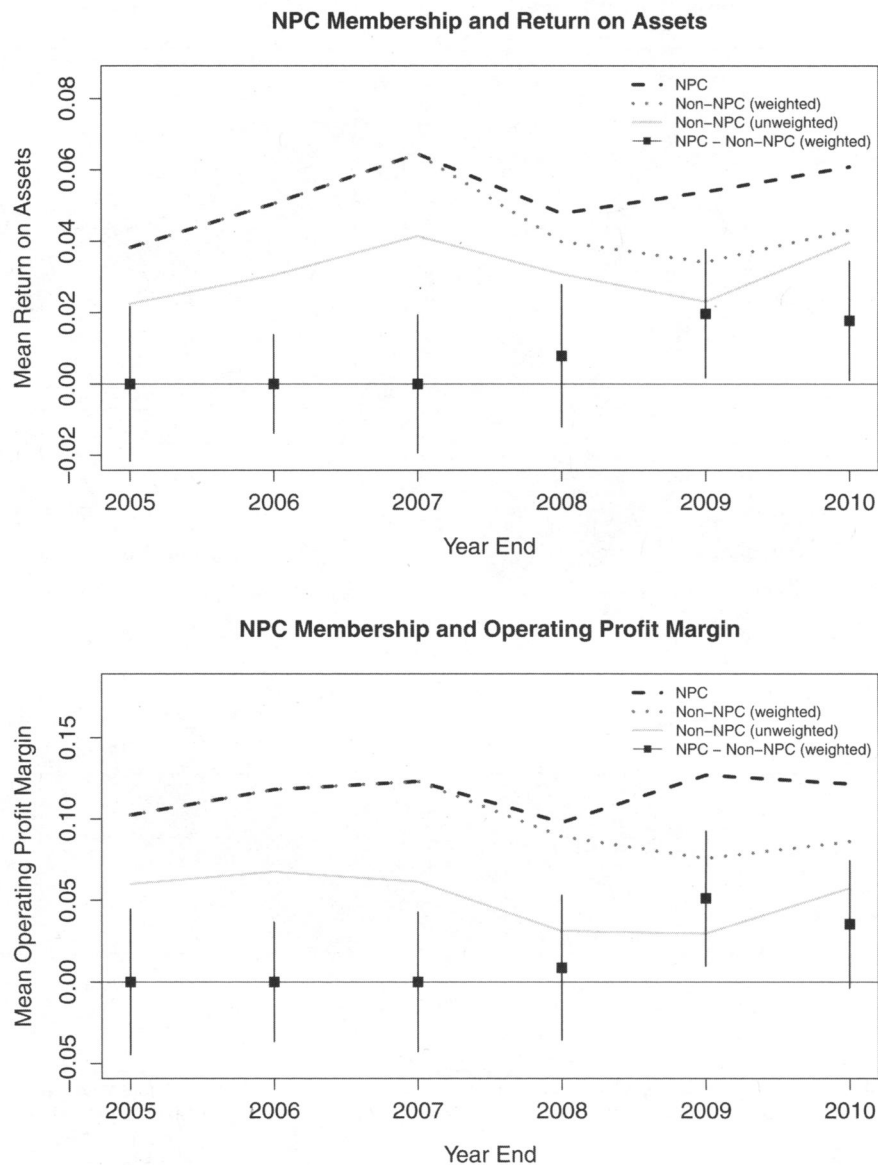 NPC Membership and Return on Assets
NPC
Non−NPC (weighted)
Non−NPC (unweighted)
NPC − Non−NPC (weighted)
Mean Return on Assets
0.08
0.06
0.04
0.02
0.00
−0.02
2005 2006 2007 2008 2009 2010
Year End
NPC Membership and Operating Profit Margin
NPC
Non−NPC (weighted)
Non−NPC (unweighted)
NPC − Non−NPC (weighted)
Mean Operating Profit Margin
0.15
0.10
0.05
0.00
−0.05
2005 2006 2007 2008 2009 2010
Year End